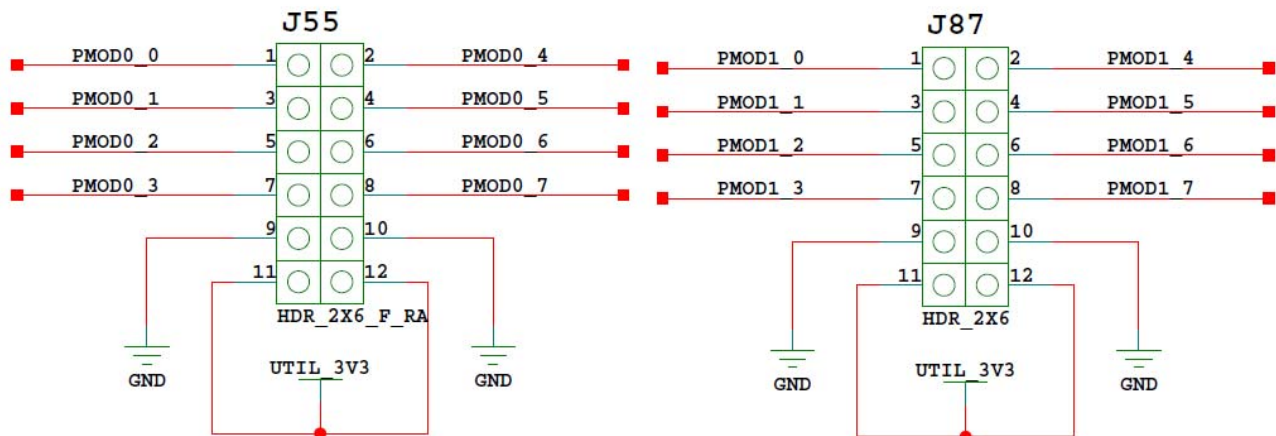 J55
PMOD0_0 1 2 PMOD0_4
PMOD0_1 3 4 PMOD0_5
PMOD0_2 5 6 PMOD0_6
PMOD0_3 7 8 PMOD0_7
9 10
11 12
HDR_2X6_F_RA
UTIL_3V3
GND GND
J87
PMOD1_0 1 2 PMOD1_4
PMOD1_1 3 4 PMOD1_5
PMOD1_2 5 6 PMOD1_6
PMOD1_3 7 8 PMOD1_7
9 10
11 12
HDR_2X6
UTIL_3V3
GND GND